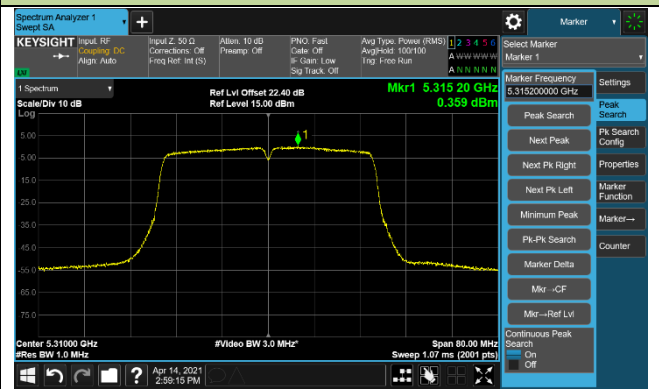 Spectrum Analyzer 1
Swept SA
+
Marker
KEYSIGHT
Input: RF
Coupling: DC
Align: Auto
Input Z: 50 Ω
Corrections: Off
Freq Ref: Int (S)
Atten: 10 dB
Preamp: Off
PNO: Fast
Gate: Off
IF Gain: Low
Sig Track: Off
Avg Type: Power (RMS)
Avg|Hold: 100/100
Trig: Free Run
1 2 3 4 5 6
A W W W W W
A N N N N N
LXI
Select Marker
Marker 1
1 Spectrum
Scale/Div 10 dB
Log
Ref Lvl Offset 22.40 dB
Ref Level 15.00 dBm
Mkr1 5.315 20 GHz
0.359 dBm
1
5.00
-5.00
-15.0
-25.0
-35.0
-45.0
-55.0
-65.0
-75.0
Center 5.31000 GHz
#Res BW 1.0 MHz
#Video BW 3.0 MHz*
Span 80.00 MHz
Sweep 1.07 ms (2001 pts)
Marker Frequency
5.315200000 GHz
Peak Search
Next Peak
Next Pk Right
Next Pk Left
Minimum Peak
Pk-Pk Search
Marker Delta
Mkr→CF
Mkr→Ref Lvl
Continuous Peak
Search
On
Off
Settings
Peak
Search
Pk Search
Config
Properties
Marker
Function
Marker→
Counter
?
Apr 14, 2021
2:59:15 PM